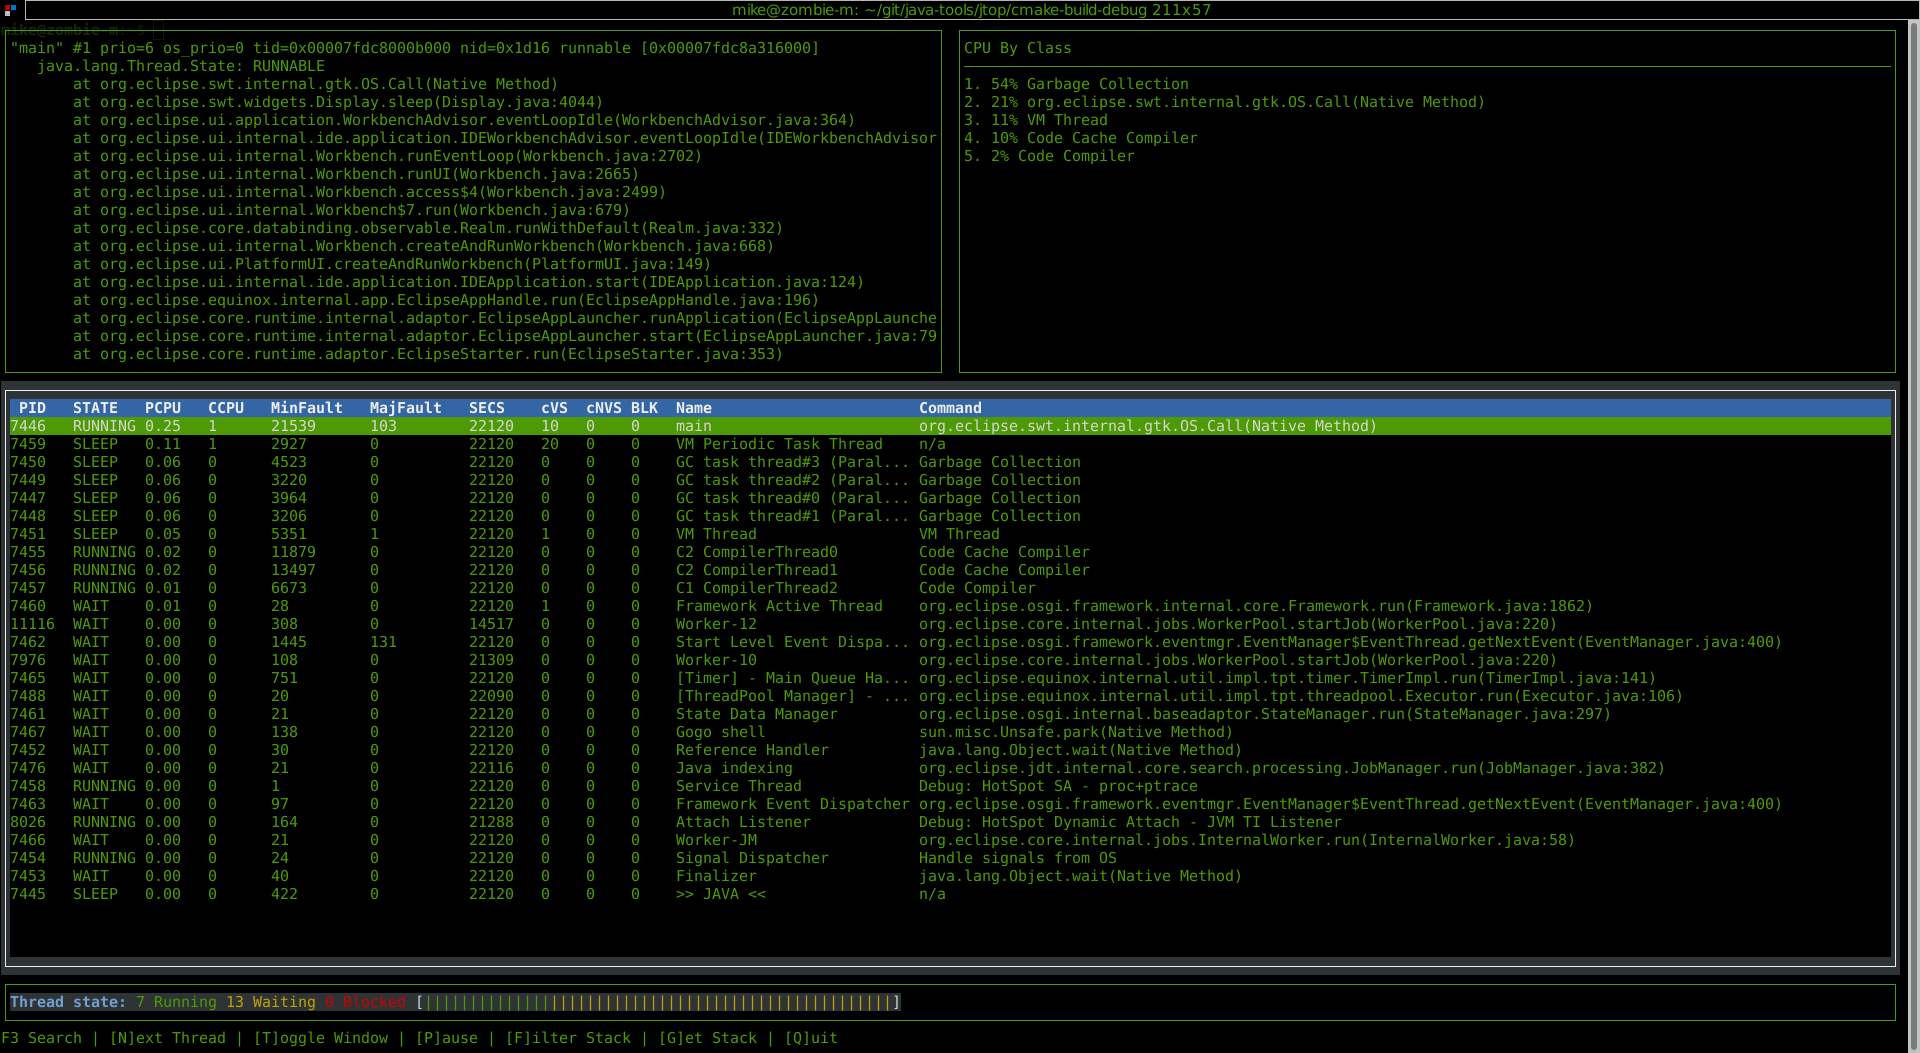 mike@zombie-m: ~/git/java-tools/jtop/cmake-build-debug 211x57
"main" #1 prio=6 os_prio=0 tid=0x00007fdc8000b000 nid=0x1d16 runnable [0x00007fdc8a316000]
java.lang.Thread.State: RUNNABLE
at org.eclipse.swt.internal.gtk.OS.Call(Native Method)
at org.eclipse.swt.widgets.Display.sleep(Display.java:4044)
at org.eclipse.ui.application.WorkbenchAdvisor.eventLoopIdle(WorkbenchAdvisor.java:364)
at org.eclipse.ui.internal.ide.application.IDEWorkbenchAdvisor.eventLoopIdle(IDEWorkbenchAdvisor
at org.eclipse.ui.internal.Workbench.runEventLoop(Workbench.java:2702)
at org.eclipse.ui.internal.Workbench.runUI(Workbench.java:2665)
at org.eclipse.ui.internal.Workbench.access$4(Workbench.java:2499)
at org.eclipse.ui.internal.Workbench$7.run(Workbench.java:679)
at org.eclipse.core.databinding.observable.Realm.runWithDefault(Realm.java:332)
at org.eclipse.ui.internal.Workbench.createAndRunWorkbench(Workbench.java:668)
at org.eclipse.ui.PlatformUI.createAndRunWorkbench(PlatformUI.java:149)
at org.eclipse.ui.internal.ide.application.IDEApplication.start(IDEApplication.java:124)
at org.eclipse.equinox.internal.app.EclipseAppHandle.run(EclipseAppHandle.java:196)
at org.eclipse.core.runtime.internal.adaptor.EclipseAppLauncher.runApplication(EclipseAppLaunche
at org.eclipse.core.runtime.internal.adaptor.EclipseAppLauncher.start(EclipseAppLauncher.java:79
at org.eclipse.core.runtime.adaptor.EclipseStarter.run(EclipseStarter.java:353)
CPU By Class
1. 54% Garbage Collection
2. 21% org.eclipse.swt.internal.gtk.OS.Call(Native Method)
3. 11% VM Thread
4. 10% Code Cache Compiler
5. 2% Code Compiler
PID STATE PCPU CCPU MinFault MajFault SECS cVS cNVS BLK Name Command
7446 RUNNING 0.25 1 21539 103 22120 10 0 0 main org.eclipse.swt.internal.gtk.OS.Call(Native Method)
7459 SLEEP 0.11 1 2927 0 22120 20 0 0 VM Periodic Task Thread n/a
7450 SLEEP 0.06 0 4523 0 22120 0 0 0 GC task thread#3 (Paral... Garbage Collection
7449 SLEEP 0.06 0 3220 0 22120 0 0 0 GC task thread#2 (Paral... Garbage Collection
7447 SLEEP 0.06 0 3964 0 22120 0 0 0 GC task thread#0 (Paral... Garbage Collection
7448 SLEEP 0.06 0 3206 0 22120 0 0 0 GC task thread#1 (Paral... Garbage Collection
7451 SLEEP 0.05 0 5351 1 22120 1 0 0 VM Thread VM Thread
7455 RUNNING 0.02 0 11879 0 22120 0 0 0 C2 CompilerThread0 Code Cache Compiler
7456 RUNNING 0.02 0 13497 0 22120 0 0 0 C2 CompilerThread1 Code Cache Compiler
7457 RUNNING 0.01 0 6673 0 22120 0 0 0 C1 CompilerThread2 Code Compiler
7460 WAIT 0.01 0 28 0 22120 1 0 0 Framework Active Thread org.eclipse.osgi.framework.internal.core.Framework.run(Framework.java:1862)
11116 WAIT 0.00 0 308 0 14517 0 0 0 Worker-12 org.eclipse.core.internal.jobs.WorkerPool.startJob(WorkerPool.java:220)
7462 WAIT 0.00 0 1445 131 22120 0 0 0 Start Level Event Dispa... org.eclipse.osgi.framework.eventmgr.EventManager$EventThread.getNextEvent(EventManager.java:400)
7976 WAIT 0.00 0 108 0 21309 0 0 0 Worker-10 org.eclipse.core.internal.jobs.WorkerPool.startJob(WorkerPool.java:220)
7465 WAIT 0.00 0 751 0 22120 0 0 0 [Timer] - Main Queue Ha... org.eclipse.equinox.internal.util.impl.tpt.timer.TimerImpl.run(TimerImpl.java:141)
7488 WAIT 0.00 0 20 0 22090 0 0 0 [ThreadPool Manager] - ... org.eclipse.equinox.internal.util.impl.tpt.threadpool.Executor.run(Executor.java:106)
7461 WAIT 0.00 0 21 0 22120 0 0 0 State Data Manager org.eclipse.osgi.internal.baseadaptor.StateManager.run(StateManager.java:297)
7467 WAIT 0.00 0 138 0 22120 0 0 0 Gogo shell sun.misc.Unsafe.park(Native Method)
7452 WAIT 0.00 0 30 0 22120 0 0 0 Reference Handler java.lang.Object.wait(Native Method)
7476 WAIT 0.00 0 21 0 22116 0 0 0 Java indexing org.eclipse.jdt.internal.core.search.processing.JobManager.run(JobManager.java:382)
7458 RUNNING 0.00 0 1 0 22120 0 0 0 Service Thread Debug: HotSpot SA - proc+ptrace
7463 WAIT 0.00 0 97 0 22120 0 0 0 Framework Event Dispatcher org.eclipse.osgi.framework.eventmgr.EventManager$EventThread.getNextEvent(EventManager.java:400)
8026 RUNNING 0.00 0 164 0 21288 0 0 0 Attach Listener Debug: HotSpot Dynamic Attach - JVM TI Listener
7466 WAIT 0.00 0 21 0 22120 0 0 0 Worker-JM org.eclipse.core.internal.jobs.InternalWorker.run(InternalWorker.java:58)
7454 RUNNING 0.00 0 24 0 22120 0 0 0 Signal Dispatcher Handle signals from OS
7453 WAIT 0.00 0 40 0 22120 0 0 0 Finalizer java.lang.Object.wait(Native Method)
7445 SLEEP 0.00 0 422 0 22120 0 0 0 >> JAVA << n/a
Thread state: 7 Running 13 Waiting 0 Blocked [||||||||||||||||||||||||||||||||||||||||||||||||||||]
F3 Search | [N]ext Thread | [T]oggle Window | [P]ause | [F]ilter Stack | [G]et Stack | [Q]uit